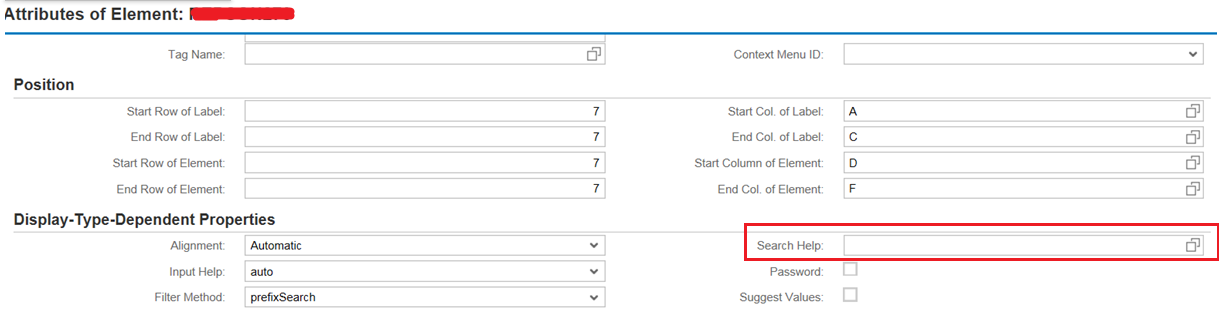 Attributes of Element:
Tag Name: Context Menu ID:
Position
Start Row of Label: 7 Start Col. of Label: A
End Row of Label: 7 End Col. of Label: C
Start Row of Element: 7 Start Column of Element: D
End Row of Element: 7 End Col. of Element: F
Display-Type-Dependent Properties
Alignment: Automatic Search Help:
Input Help: auto Password:
Filter Method: prefixSearch Suggest Values: